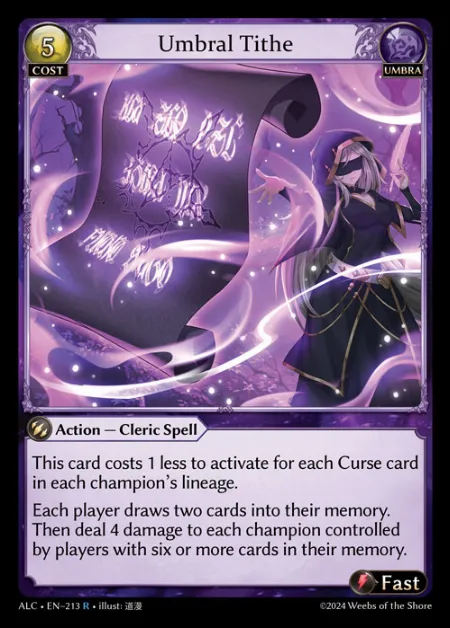 5
Umbral Tithe
COST
UMBRA
Action — Cleric Spell
This card costs 1 less to activate for each Curse card
in each champion's lineage.
Each player draws two cards into their memory.
Then deal 4 damage to each champion controlled
by players with six or more cards in their memory.
Fast
ALC • EN–213 R • illust: 道漫
©2024 Weebs of the Shore